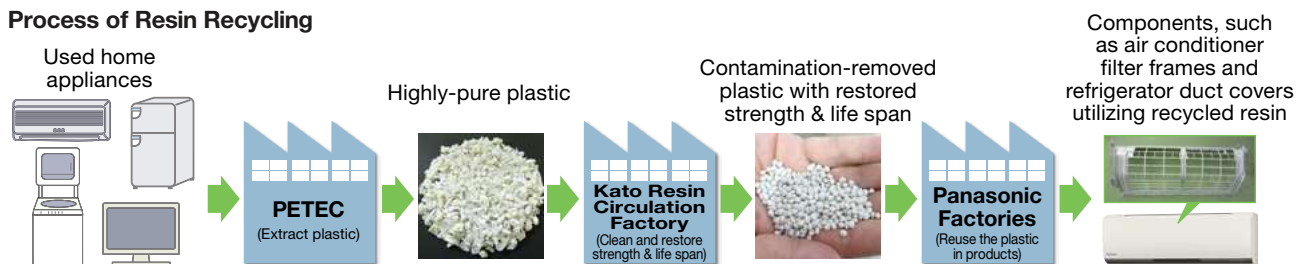 Process of Resin Recycling
Used home
appliances
PETEC
(Extract plastic)
Highly-pure plastic
Kato Resin
Circulation
Factory
(Clean and restore
strength & life span)
Contamination-removed
plastic with restored
strength & life span
Panasonic
Factories
(Reuse the plastic
in products)
Components, such
as air conditioner
filter frames and
refrigerator duct covers
utilizing recycled resin